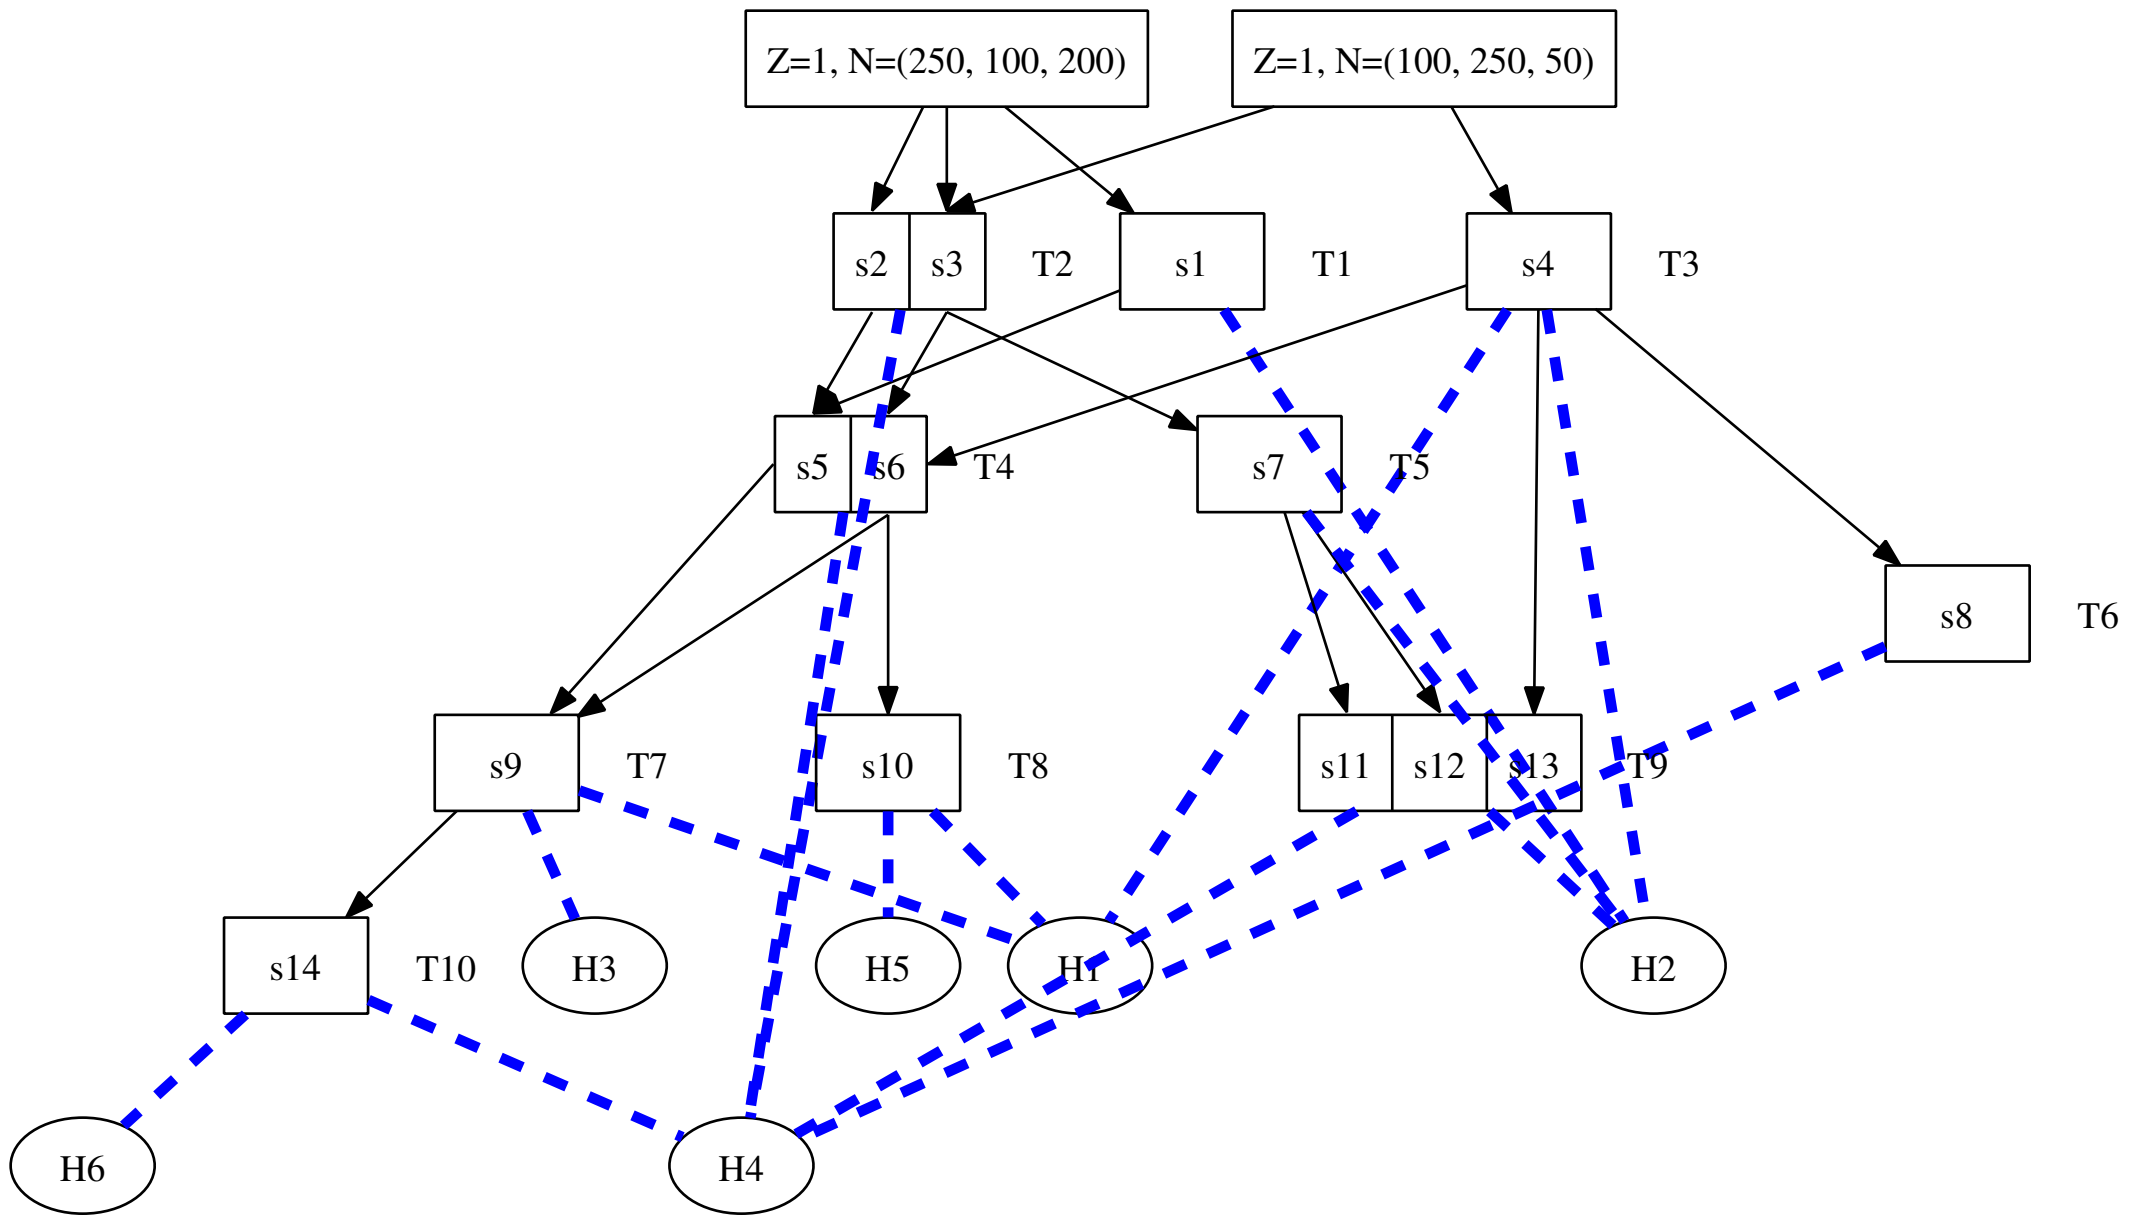 Z=1, N=(250, 100, 200)
Z=1, N=(100, 250, 50)
s2
s3
T2
s1
T1
s4
T3
s5
s6
T4
s7
T5
s8
T6
s9
T7
s10
T8
s11
s12
s13
T9
s14
T10
H3
H5
H1
H2
H6
H4